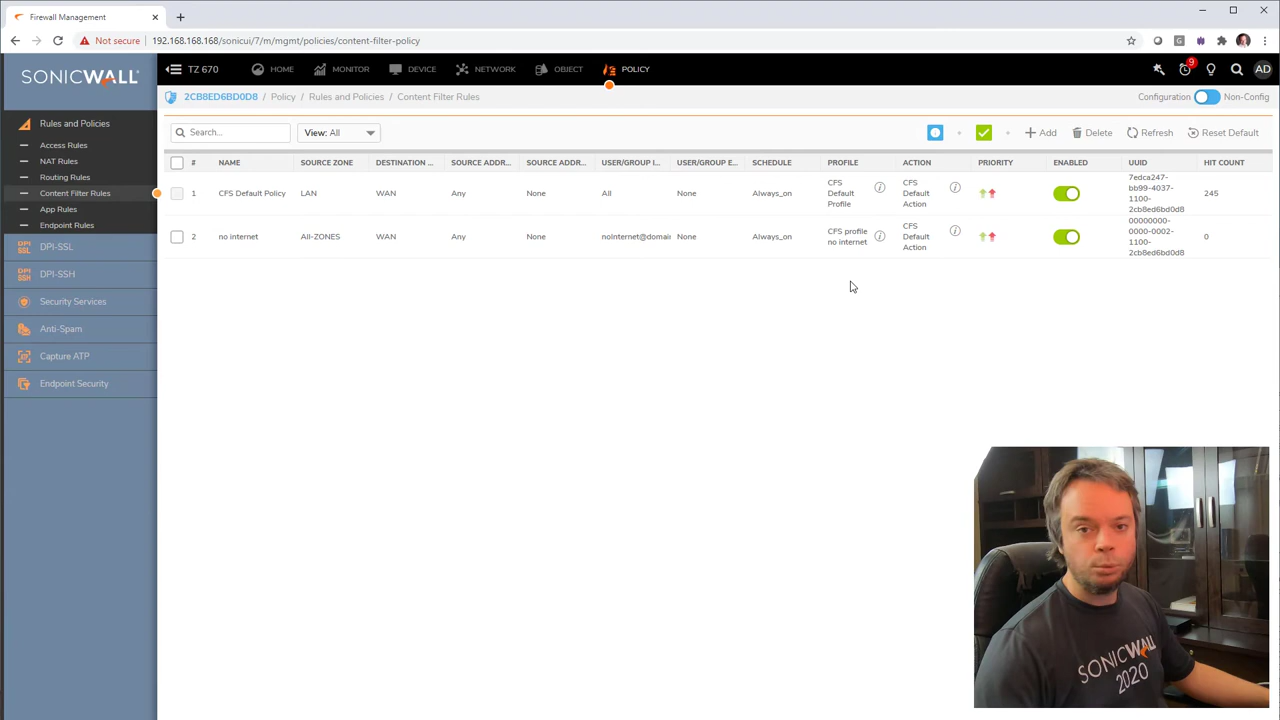 Firewall Management
Not secure 192.168.168.168/sonicui/7/m/mgmt/policies/content-filter-policy
SONICWALL
TZ 670 HOME MONITOR DEVICE NETWORK OBJECT POLICY 9 AD
2CB8ED6BD0D8 / Policy / Rules and Policies / Content Filter Rules Configuration Non-Config
Rules and Policies
Access Rules
NAT Rules
Routing Rules
Content Filter Rules
App Rules
Endpoint Rules
DPI-SSL
DPI-SSH
Security Services
Anti-Spam
Capture ATP
Endpoint Security
Search... View: All + Add Delete Refresh Reset Default
# NAME SOURCE ZONE DESTINATION ... SOURCE ADDR... SOURCE ADDR... USER/GROUP I... USER/GROUP E... SCHEDULE PROFILE ACTION PRIORITY ENABLED UUID HIT COUNT
1 CFS Default Policy LAN WAN Any None All None Always_on
CFS
Default
Profile
CFS
Default
Action
7edca247-
bb99-4037-
1100-
2cb8ed6bd0d8
245
2 no internet All-ZONES WAN Any None noInternet@domai None Always_on
CFS profile
no internet
CFS
Default
Action
00000000-
0000-0002-
1100-
2cb8ed6bd0d8
0
SONICWALL
2020